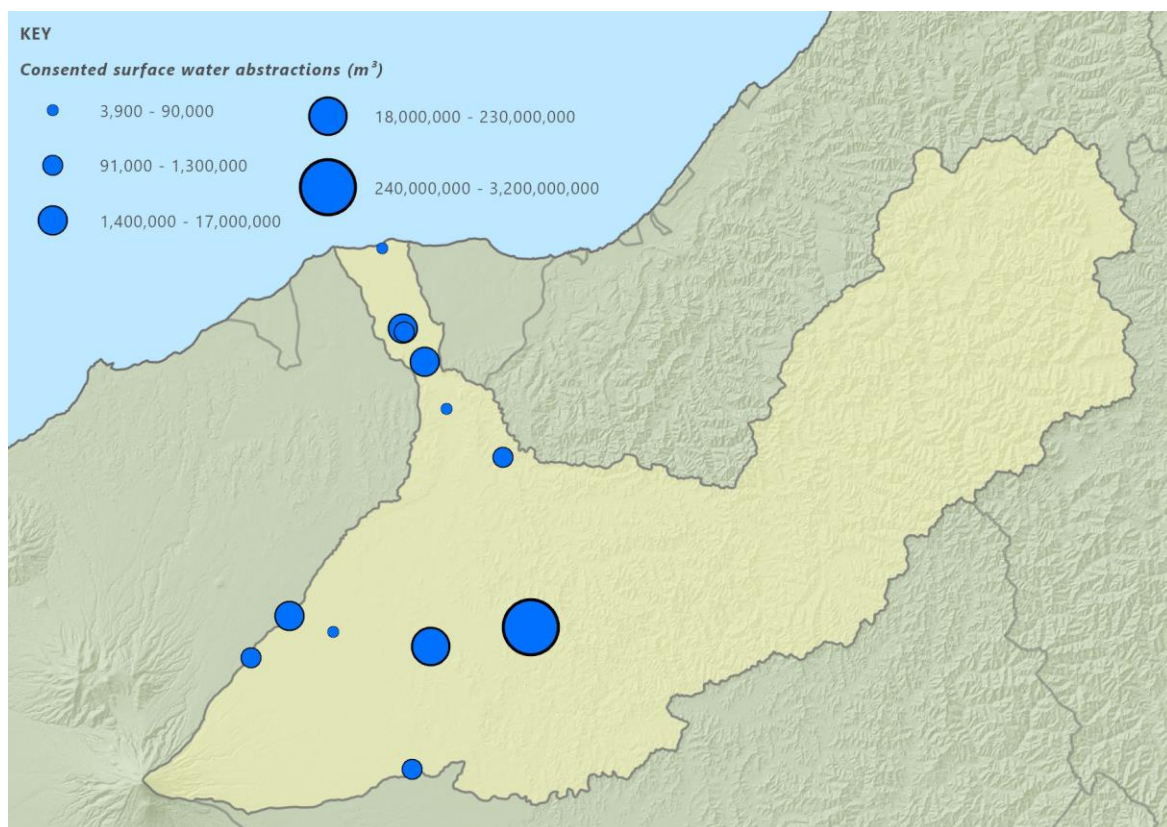 KEY
Consented surface water abstractions (m³)
3,900 - 90,000
91,000 - 1,300,000
1,400,000 - 17,000,000
18,000,000 - 230,000,000
240,000,000 - 3,200,000,000